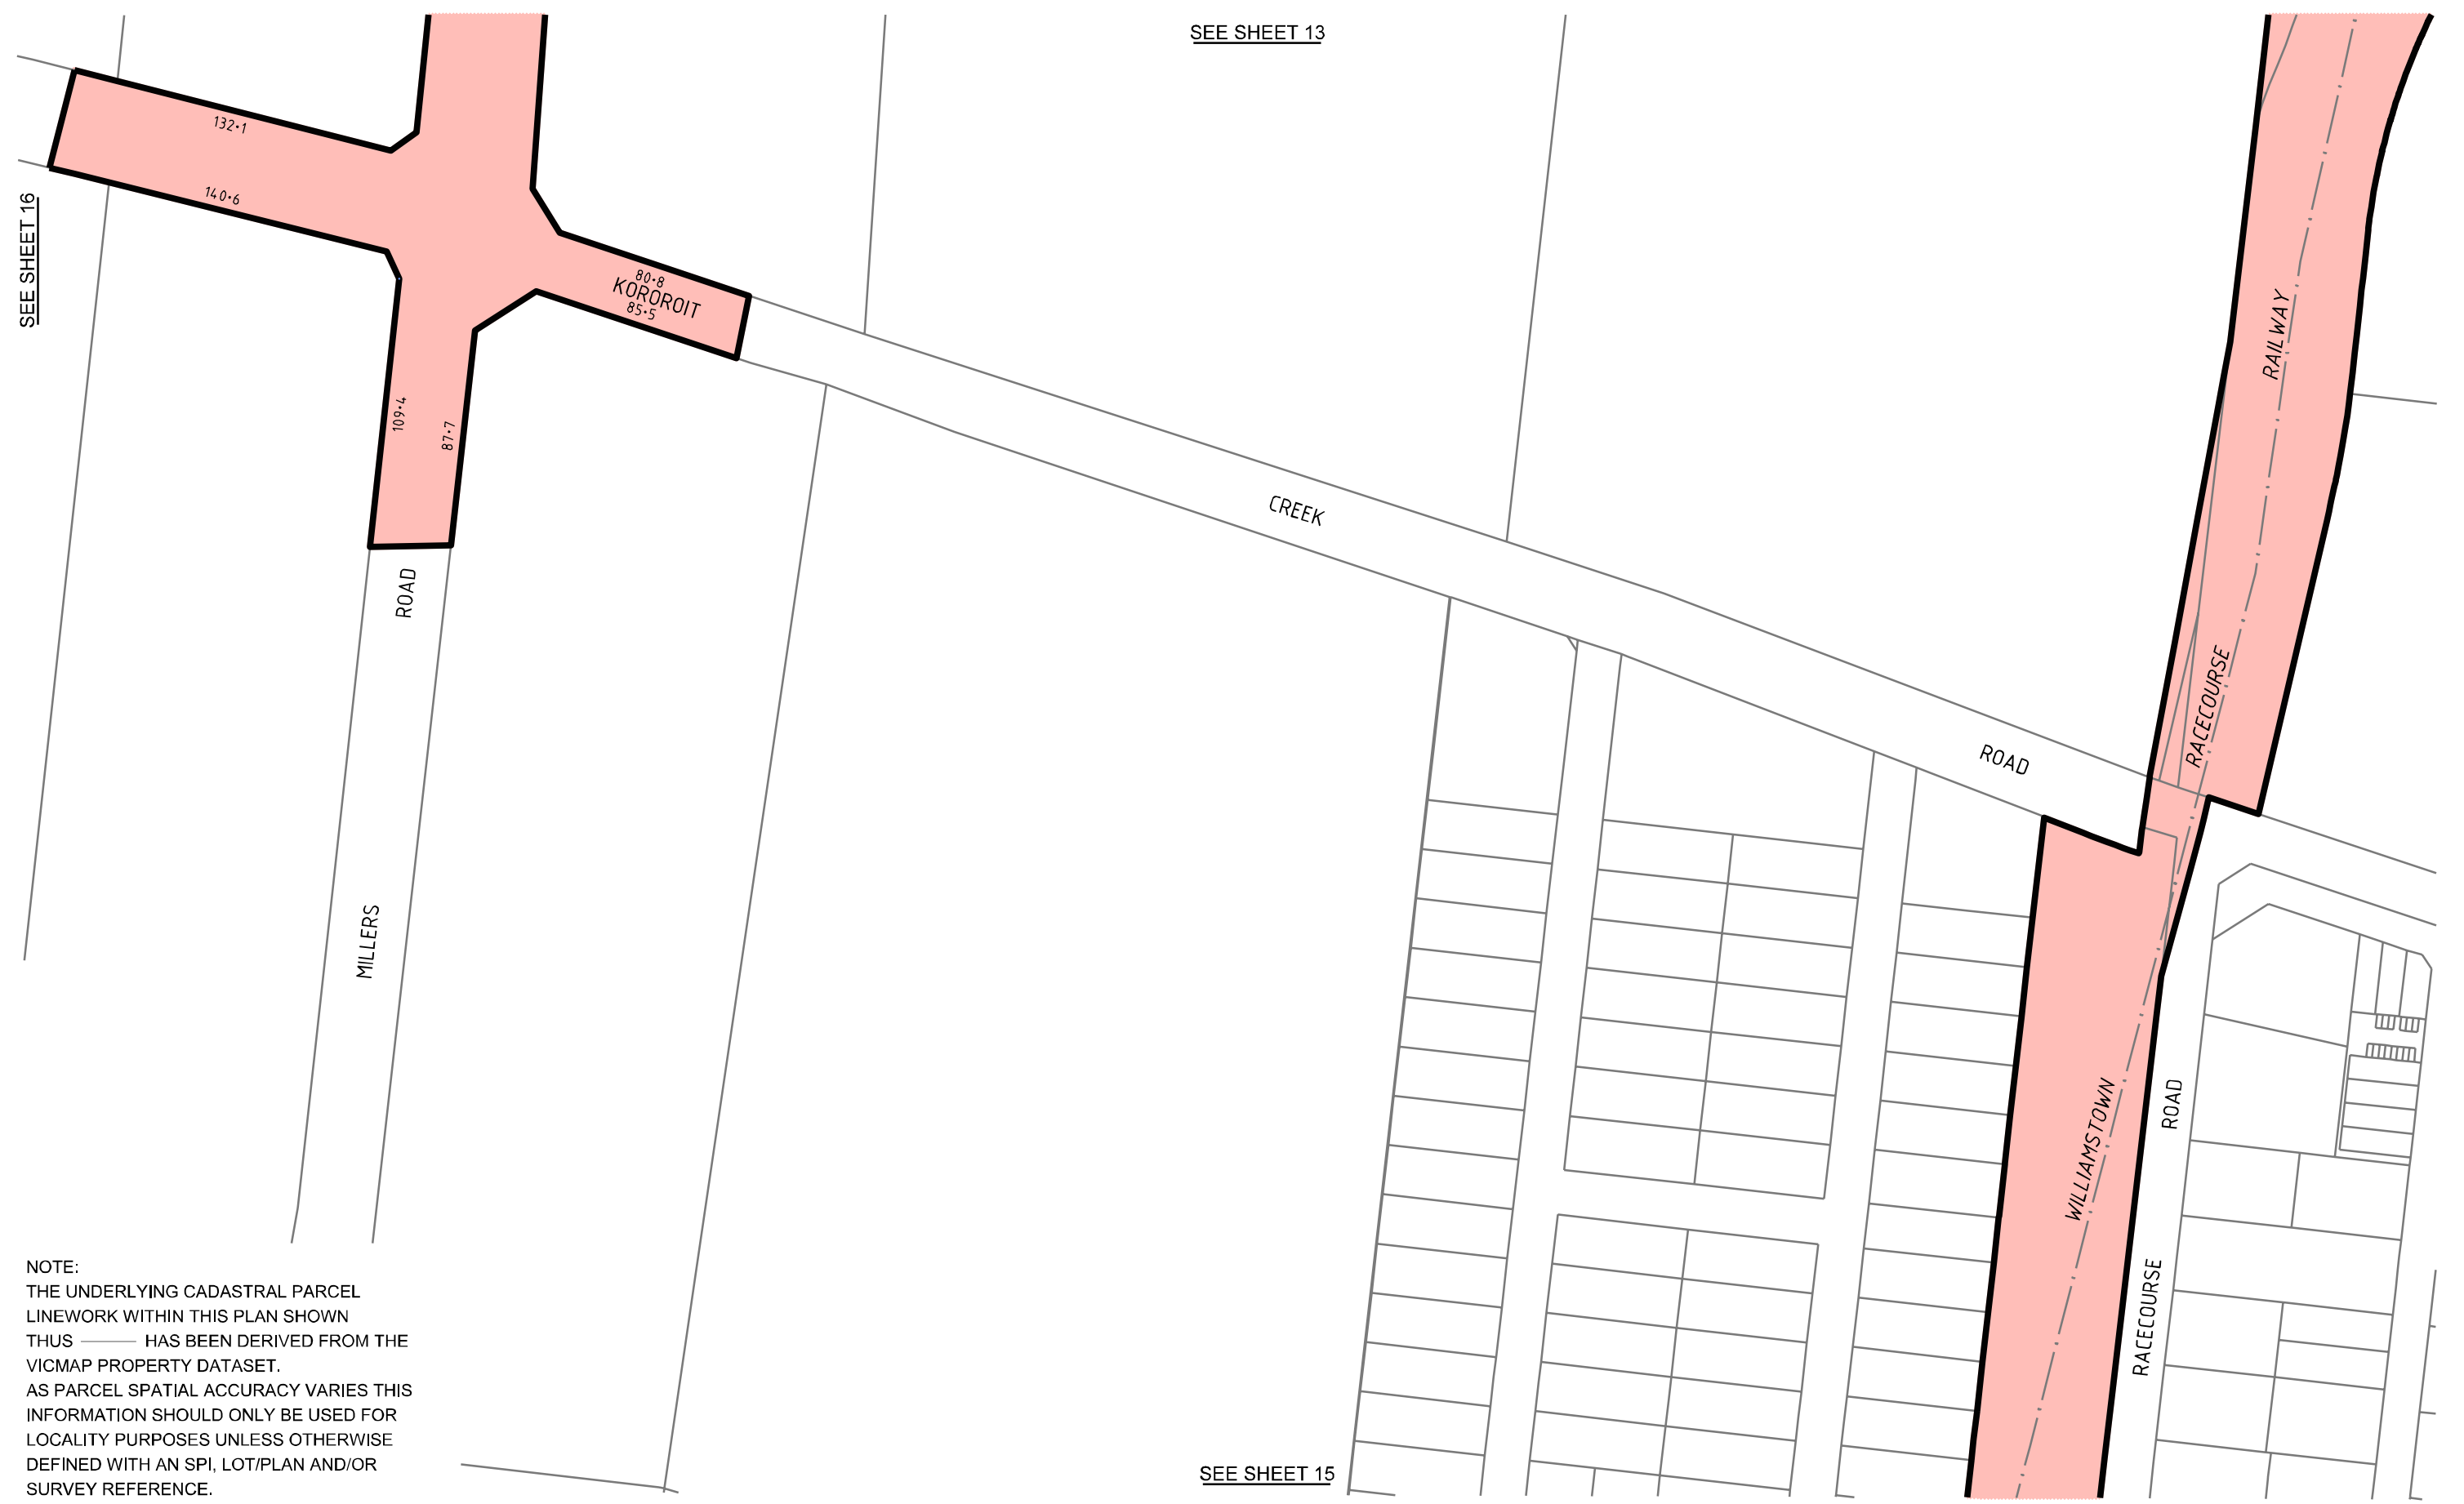 SEE SHEET 13
132·1
140·6
SEE SHEET 16
80·8
KOROROIT
85·5
109·4
87·7
RAILWAY
CREEK
ROAD
RACECOURSE
ROAD
MILLERS
WILLIAMSTOWN
ROAD
RACECOURSE
NOTE:
THE UNDERLYING CADASTRAL PARCEL
LINEWORK WITHIN THIS PLAN SHOWN
THUS HAS BEEN DERIVED FROM THE
VICMAP PROPERTY DATASET.
AS PARCEL SPATIAL ACCURACY VARIES THIS
INFORMATION SHOULD ONLY BE USED FOR
LOCALITY PURPOSES UNLESS OTHERWISE
DEFINED WITH AN SPI, LOT/PLAN AND/OR
SURVEY REFERENCE.
SEE SHEET 15